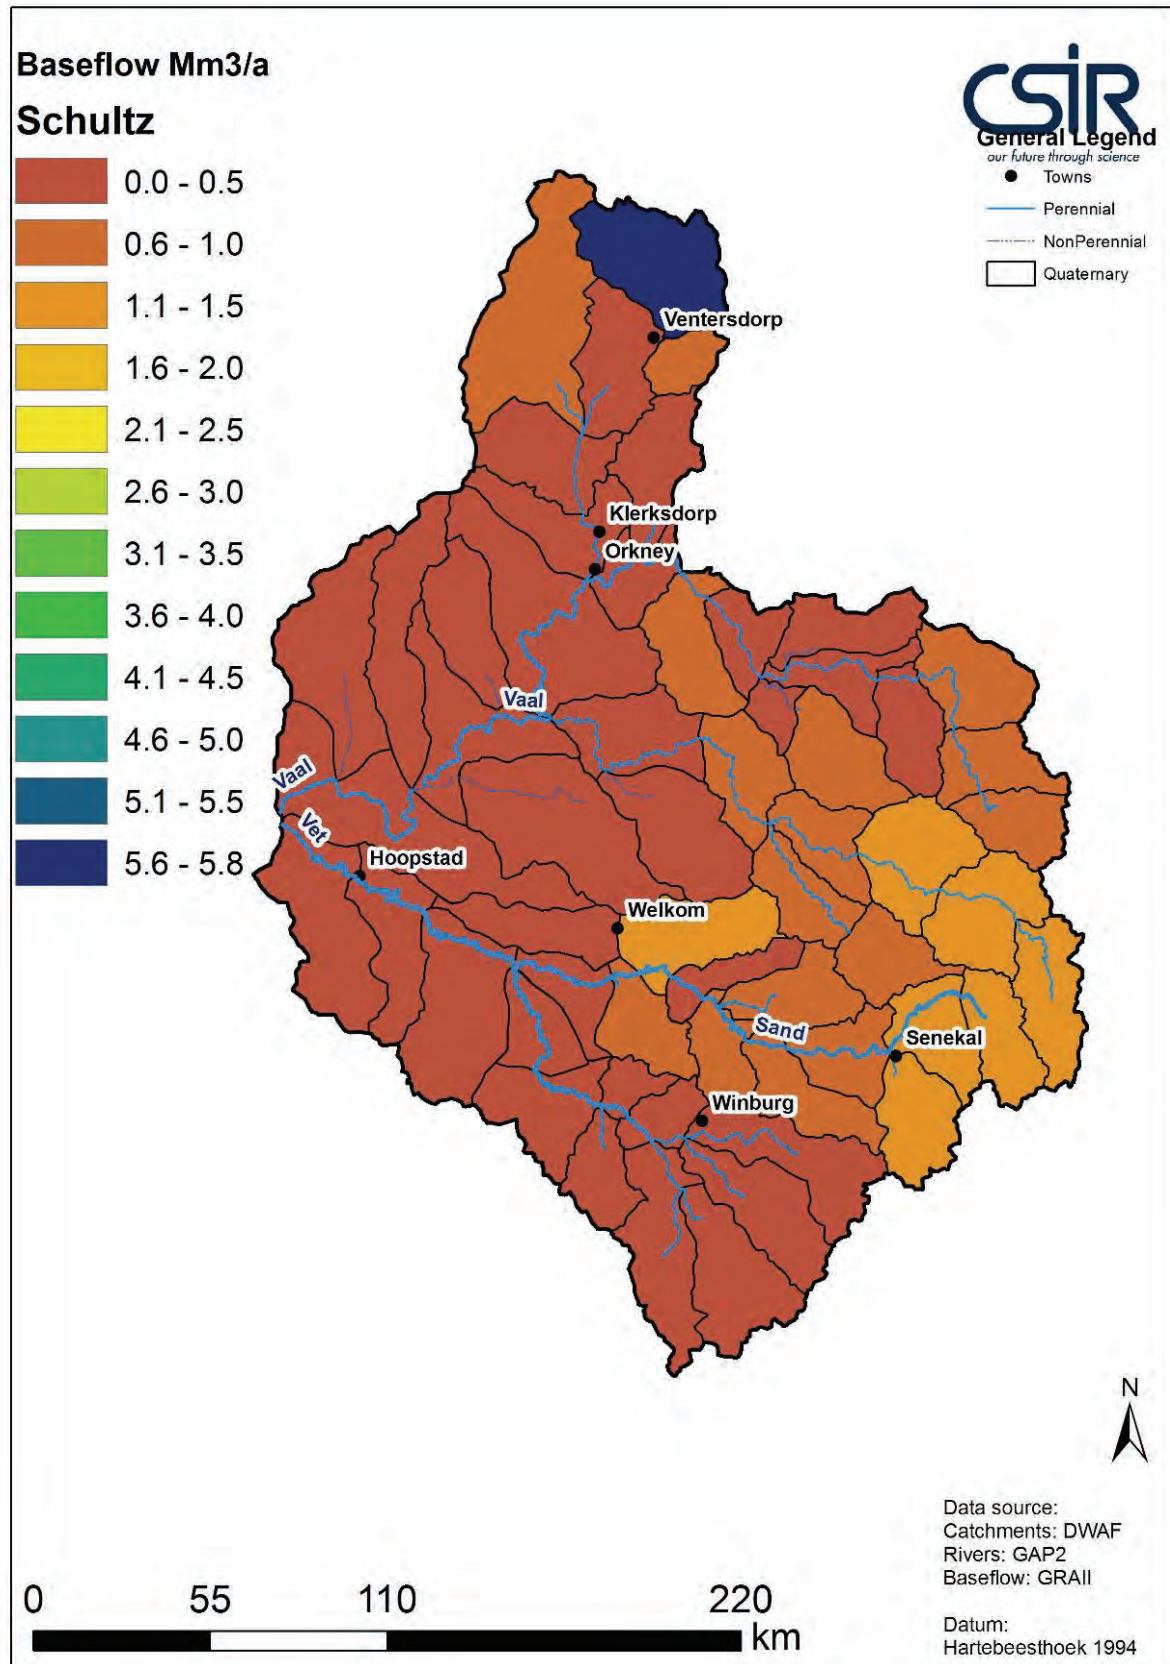 Baseflow Mm3/a
Schultz
0.0 - 0.5
0.6 - 1.0
1.1 - 1.5
1.6 - 2.0
2.1 - 2.5
2.6 - 3.0
3.1 - 3.5
3.6 - 4.0
4.1 - 4.5
4.6 - 5.0
5.1 - 5.5
5.6 - 5.8
CSIR
General Legend
our future through science
Towns
Perennial
NonPerennial
Quaternary
Ventersdorp
Klerksdorp
Orkney
Vaal
Vaal
Vet
Hoopstad
Welkom
Sand
Senekal
Winburg
N
Data source:
Catchments: DWAF
Rivers: GAP2
Baseflow: GRAII
Datum:
Hartebeesthoek 1994
0 55 110 220
km